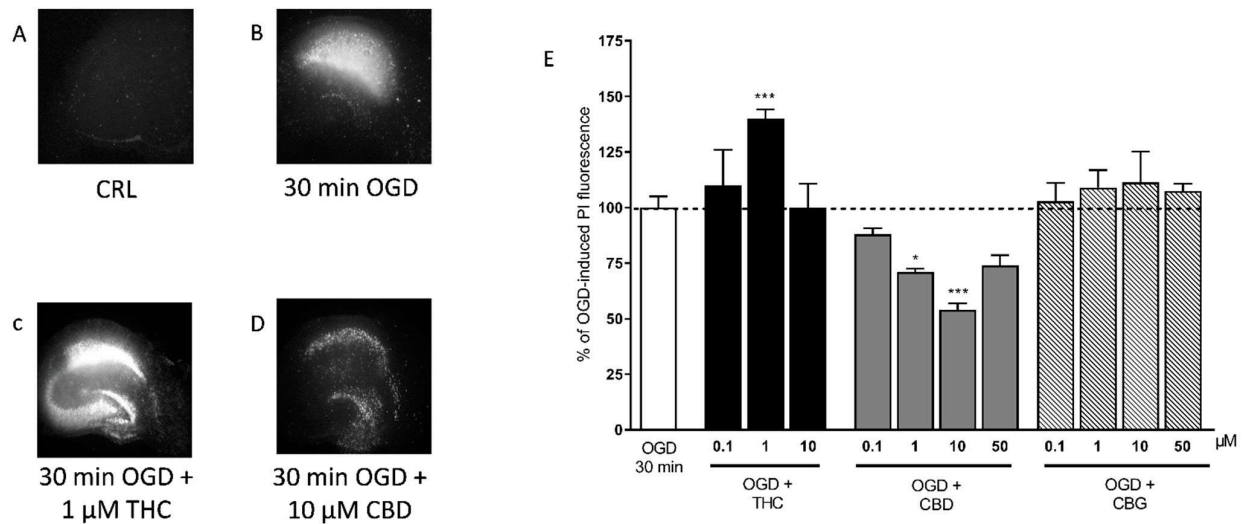 A
B
CRL
30 min OGD
c
D
30 min OGD +
1 µM THC
30 min OGD +
10 µM CBD
E
% of OGD-induced PI fluorescence
175
150
125
100
75
50
25
0
***
*
***
OGD
30 min
0.1 1 10 0.1 1 10 50 0.1 1 10 50 µM
OGD +
THC
OGD +
CBD
OGD +
CBG